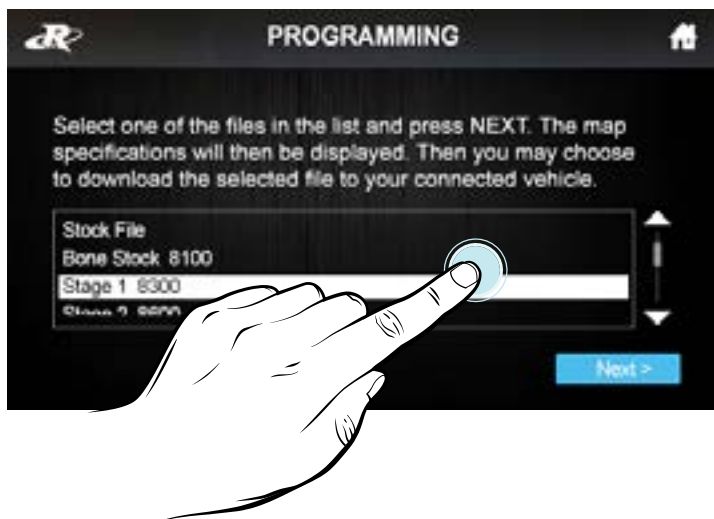 PROGRAMMING
Select one of the files in the list and press NEXT. The map
specifications will then be displayed. Then you may choose
to download the selected file to your connected vehicle.
Stock File
Bone Stock 8100
Stage 1 8300
Next >